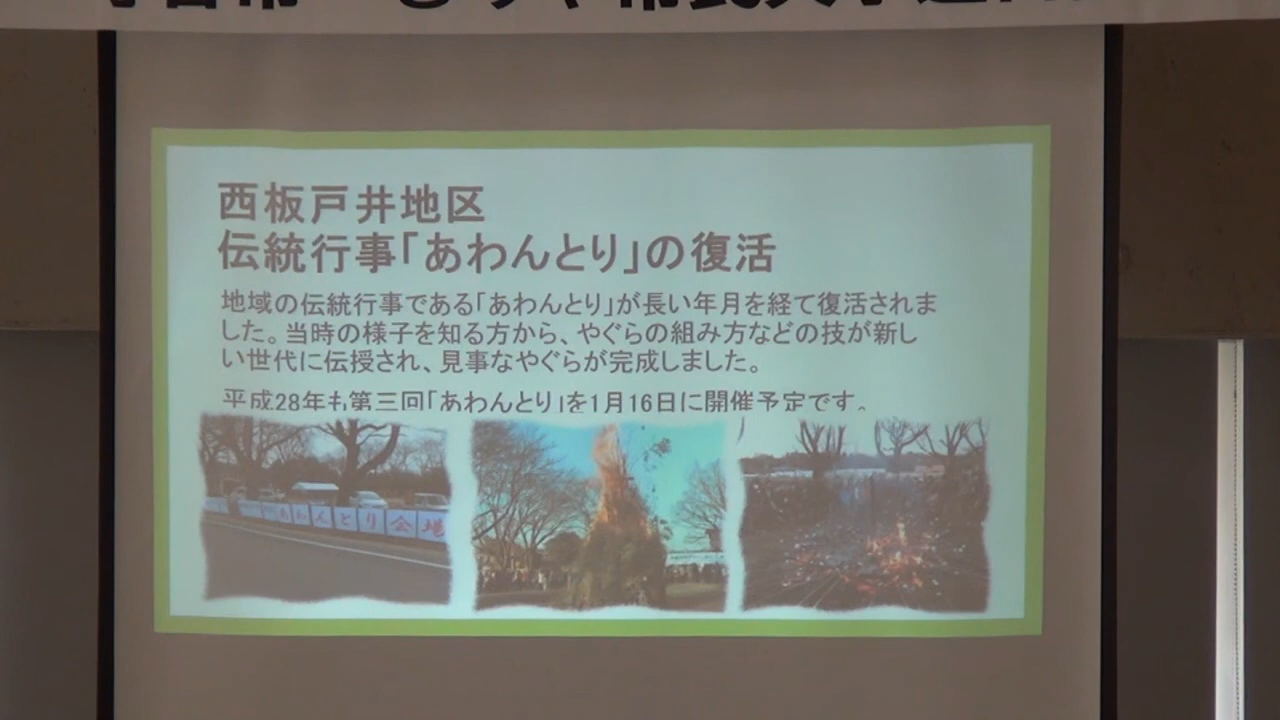 西板戸井地区
伝統行事「あわんとり」の復活
地域の伝統行事である「あわんとり」が長い年月を経て復活されま
した。当時の様子を知る方から、やぐらの組み方などの技が新し
い世代に伝授され、見事なやぐらが完成しました。
平成28年も第三回「あわんとり」を1月16日に開催予定です。
あわんとり会場